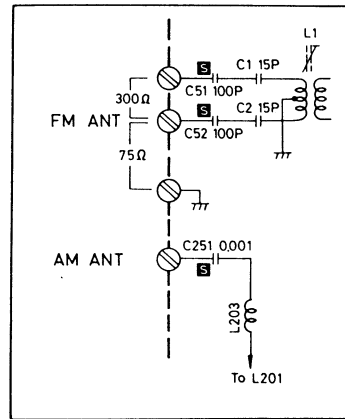 L1
S
C1 15P
C51 100P
300Ω
S
C2 15P
FM ANT
C52 100P
75Ω
C251 0,001
AM ANT
S
L203
To L201